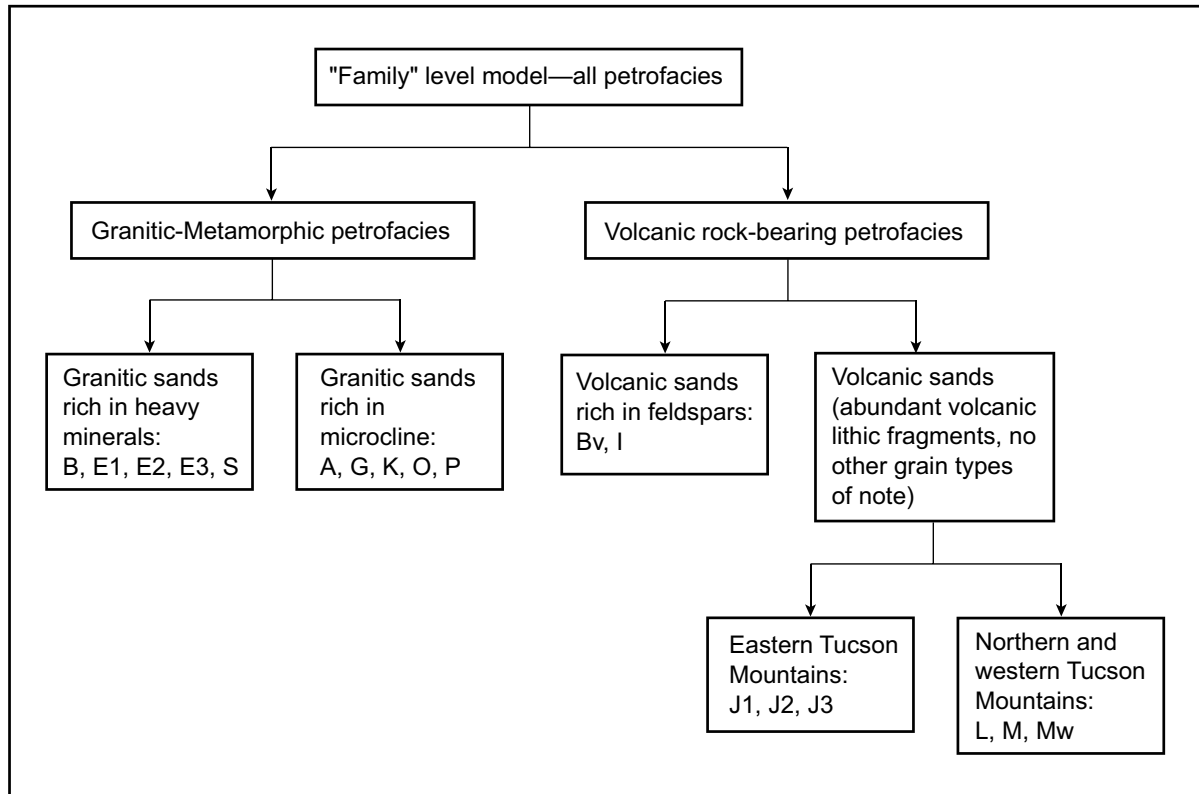 "Family" level model—all petrofacies
Granitic-Metamorphic petrofacies
Volcanic rock-bearing petrofacies
Granitic sands
rich in heavy
minerals:
B, E1, E2, E3, S
Granitic sands
rich in
microcline:
A, G, K, O, P
Volcanic sands
rich in feldspars:
Bv, I
Volcanic sands
(abundant volcanic
lithic fragments, no
other grain types
of note)
Eastern Tucson
Mountains:
J1, J2, J3
Northern and
western Tucson
Mountains:
L, M, Mw